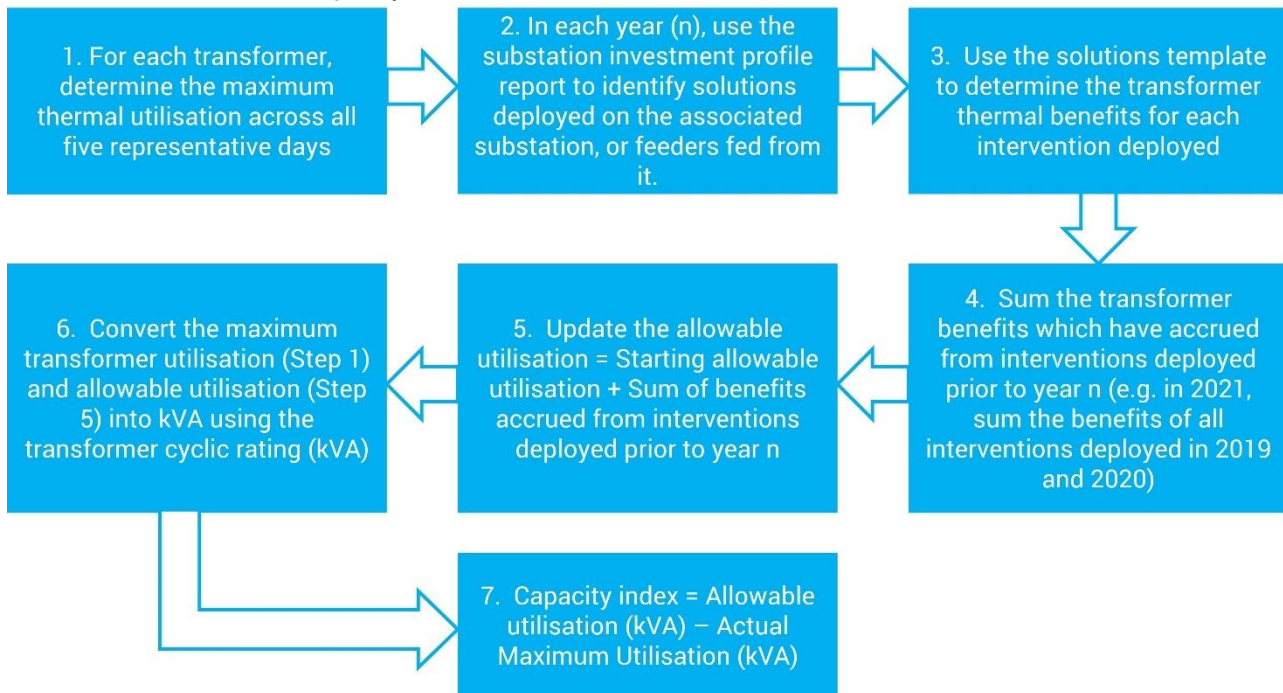 1. For each transformer,
determine the maximum
thermal utilisation across all
five representative days
2. In each year (n), use the
substation investment profile
report to identify solutions
deployed on the associated
substation, or feeders fed from
it.
3.  Use the solutions template
to determine the transformer
thermal benefits for each
intervention deployed
4.  Sum the transformer
benefits which have accrued
from interventions deployed
prior to year n (e.g. in 2021,
sum the benefits of all
interventions deployed in 2019
and 2020)
5.  Update the allowable
utilisation = Starting allowable
utilisation + Sum of benefits
accrued from interventions
deployed prior to year n
6.  Convert the maximum
transformer utilisation (Step 1)
and allowable utilisation (Step
5) into kVA using the
transformer cyclic rating (kVA)
7.  Capacity index = Allowable
utilisation (kVA) – Actual
Maximum Utilisation (kVA)